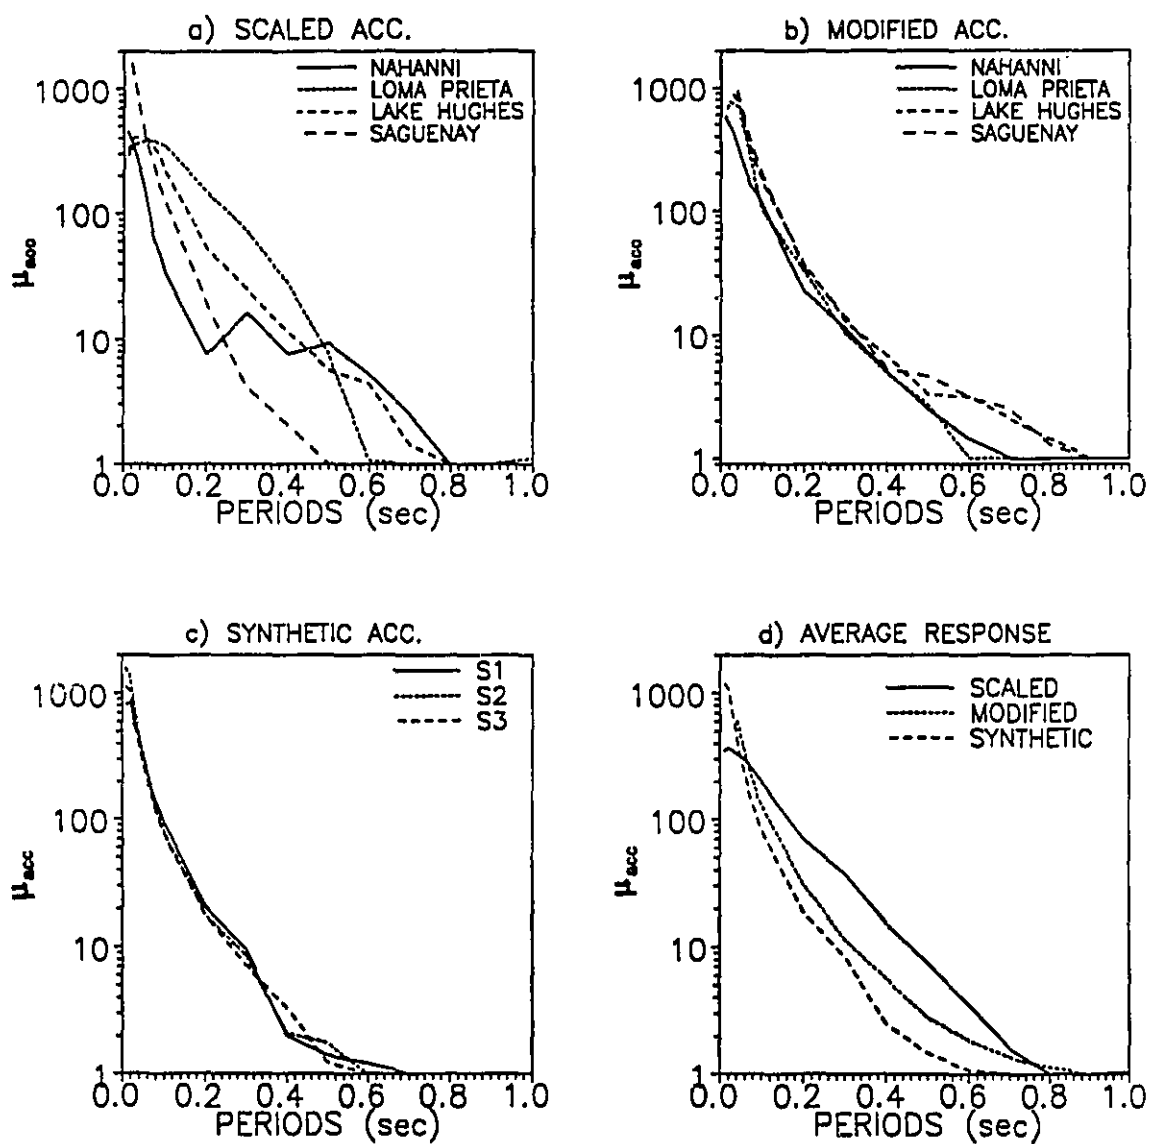 a) SCALED ACC.
NAHANNI
LOMA PRIETA
LAKE HUGHES
SAGUENAY
1000
100
10
1
μacc
0.0 0.2 0.4 0.6 0.8 1.0
PERIODS (sec)
b) MODIFIED ACC.
NAHANNI
LOMA PRIETA
LAKE HUGHES
SAGUENAY
1000
100
10
1
μacc
0.0 0.2 0.4 0.6 0.8 1.0
PERIODS (sec)
c) SYNTHETIC ACC.
S1
S2
S3
1000
100
10
1
μacc
0.0 0.2 0.4 0.6 0.8 1.0
PERIODS (sec)
d) AVERAGE RESPONSE
SCALED
MODIFIED
SYNTHETIC
1000
100
10
1
μacc
0.0 0.2 0.4 0.6 0.8 1.0
PERIODS (sec)